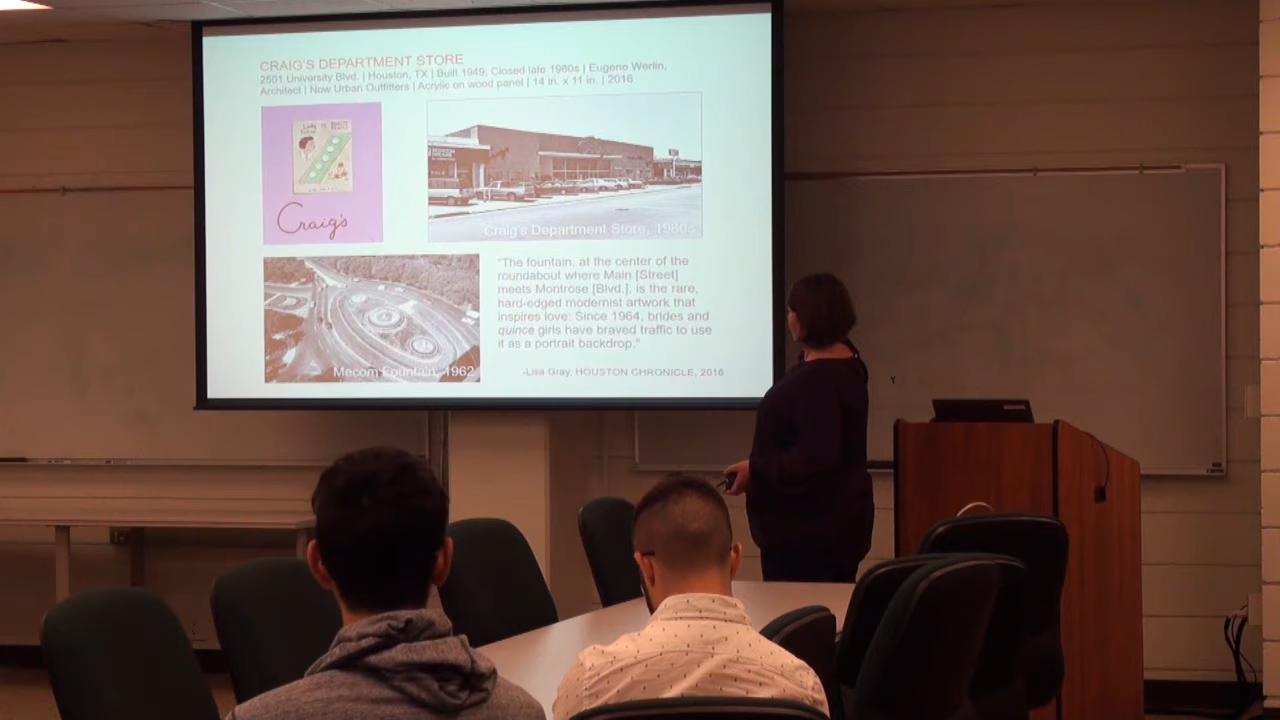 CRAIG'S DEPARTMENT STORE
2501 University Blvd. | Houston, TX | Built 1949; Closed late 1980s | Eugene Werlin,
Architect | Now Urban Outfitters | Acrylic on wood panel | 14 in. x 11 in. | 2016
Craig's
Craig's Department Store, 1980s
"The fountain, at the center of the
roundabout where Main [Street]
meets Montrose [Blvd.], is the rare,
hard-edged modernist artwork that
inspires love: Since 1964, brides and
quince girls have braved traffic to use
it as a portrait backdrop."
Mecom Fountain, 1962
-Lisa Gray, HOUSTON CHRONICLE, 2016